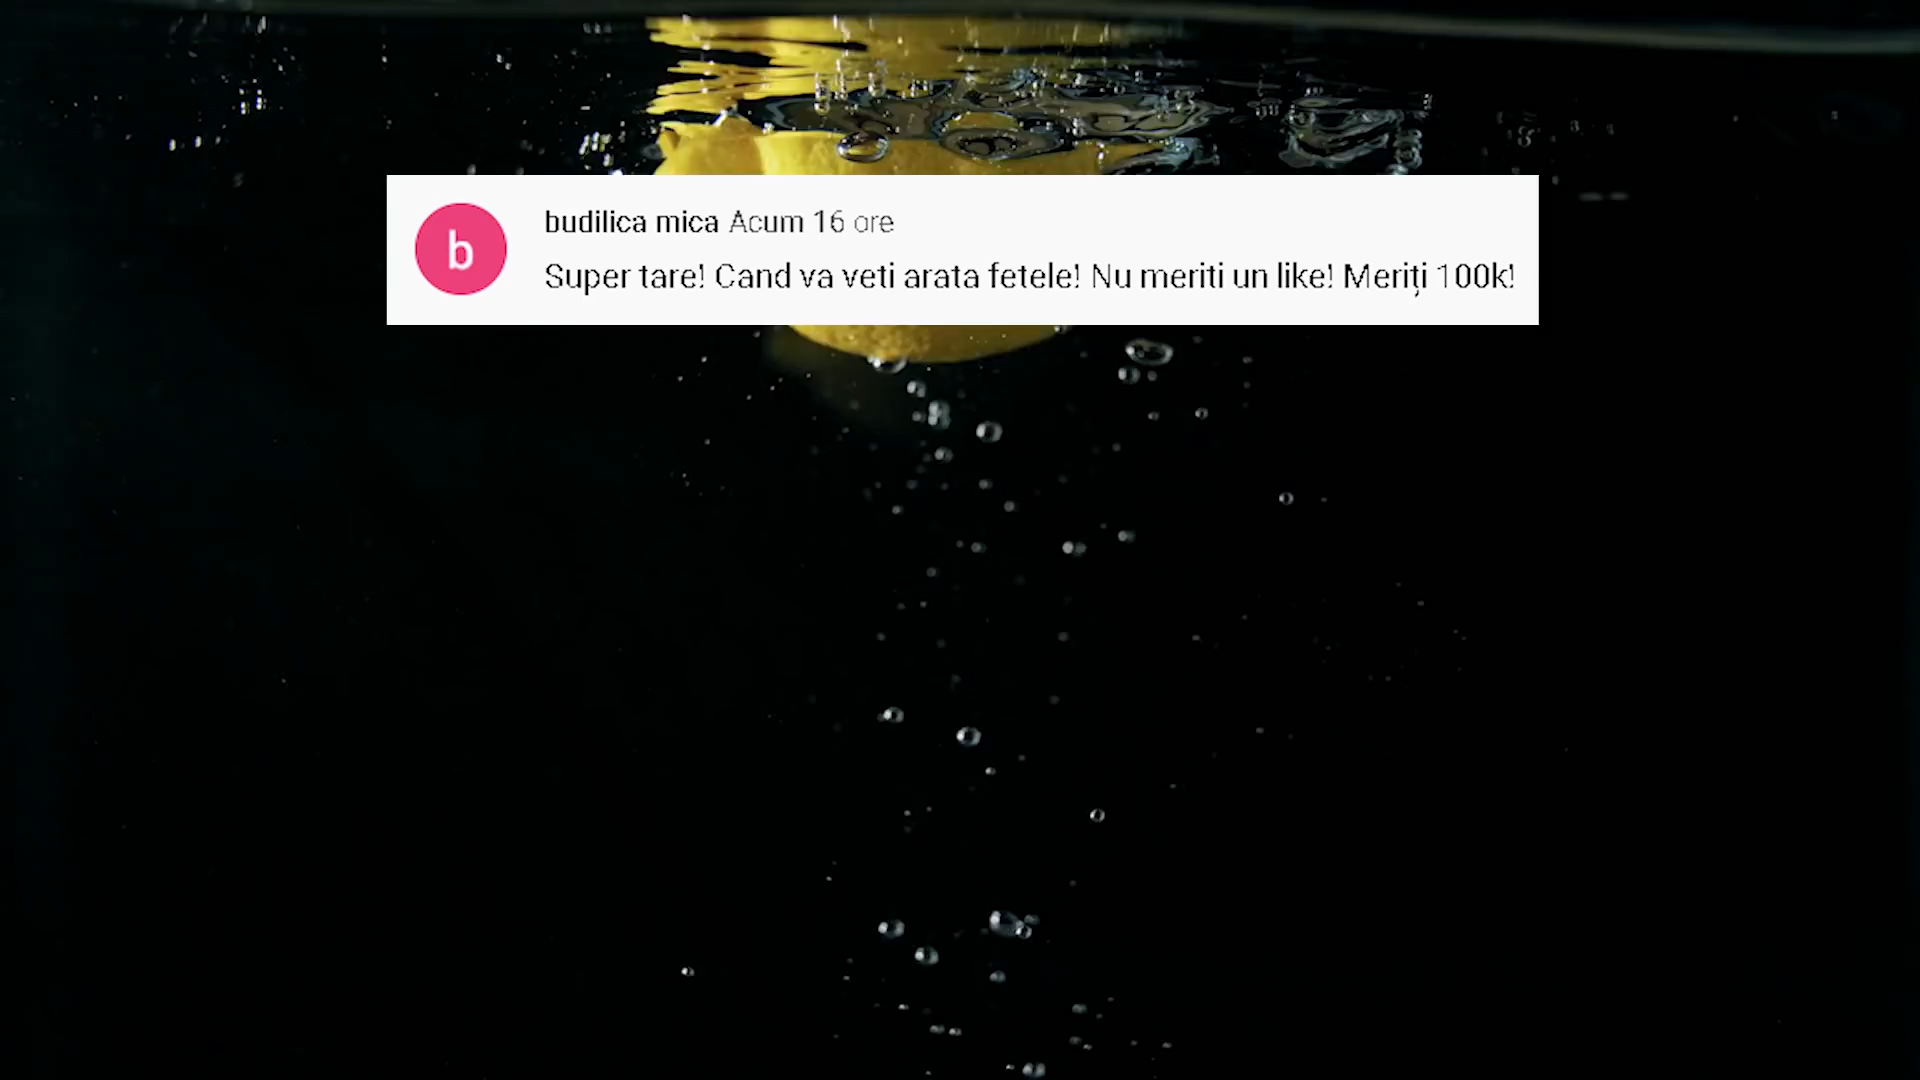 b
budilica mica Acum 16 ore
Super tare! Cand va veti arata fetele! Nu meriti un like! Meriți 100k!